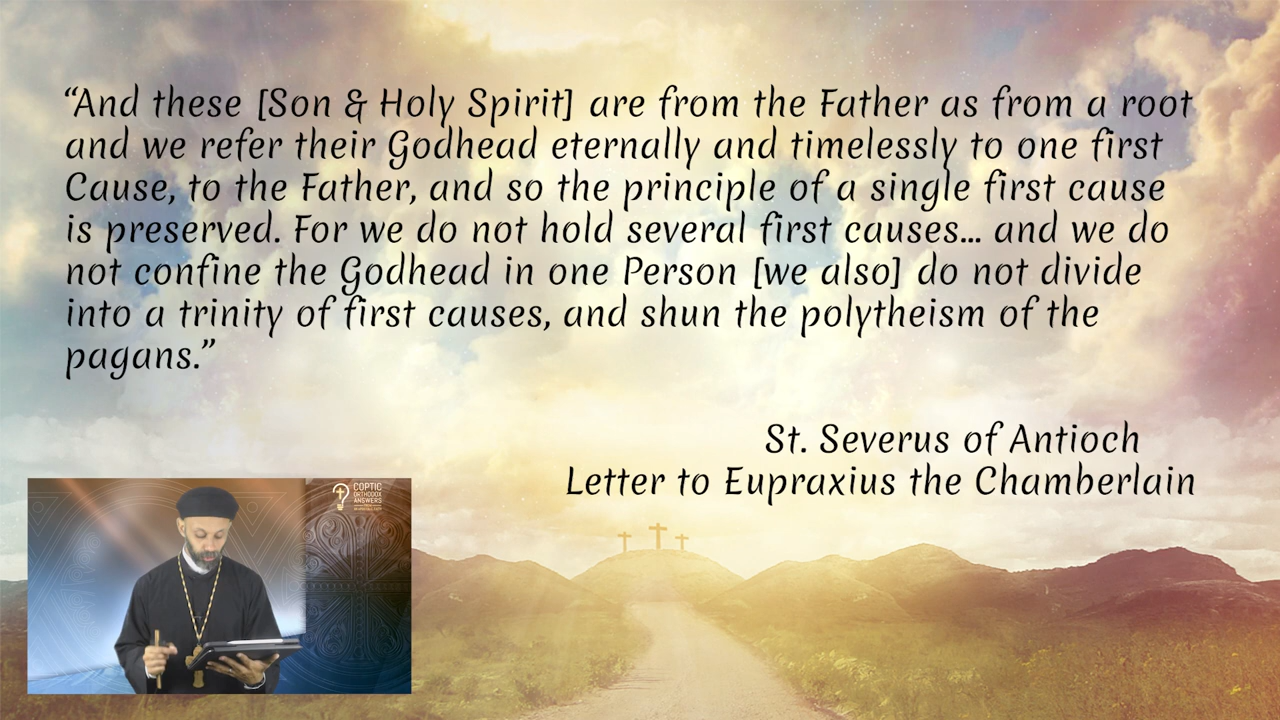 “And these [Son & Holy Spirit] are from the Father as from a root
and we refer their Godhead eternally and timelessly to one first
Cause, to the Father, and so the principle of a single first cause
is preserved. For we do not hold several first causes... and we do
not confine the Godhead in one Person [we also] do not divide
into a trinity of first causes, and shun the polytheism of the
pagans.”
St. Severus of Antioch
Letter to Eupraxius the Chamberlain
COPTIC
ORTHODOX
ANSWERS